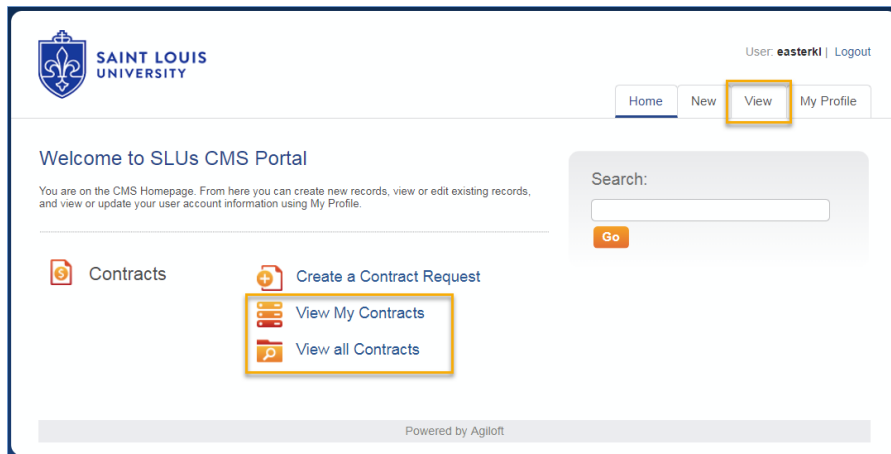 SAINT LOUIS
UNIVERSITY
User: easterkl | Logout
Home New View My Profile
Welcome to SLUs CMS Portal
You are on the CMS Homepage. From here you can create new records, view or edit existing records,
and view or update your user account information using My Profile.
Search:
Go
Contracts
Create a Contract Request
View My Contracts
View all Contracts
Powered by Agiloft